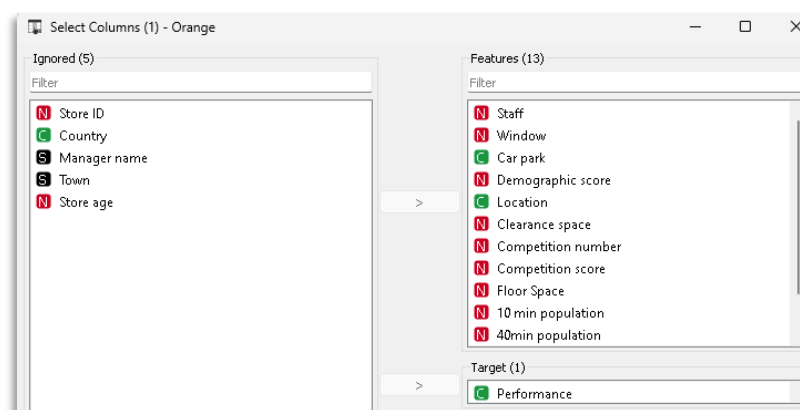 Select Columns (1) - Orange
Ignored (5)
Filter
N Store ID
C Country
S Manager name
S Town
N Store age
>
Features (13)
Filter
N Staff
N Window
C Car park
N Demographic score
C Location
N Clearance space
N Competition number
N Competition score
N Floor Space
N 10 min population
N 40min population
>
Target (1)
C Performance